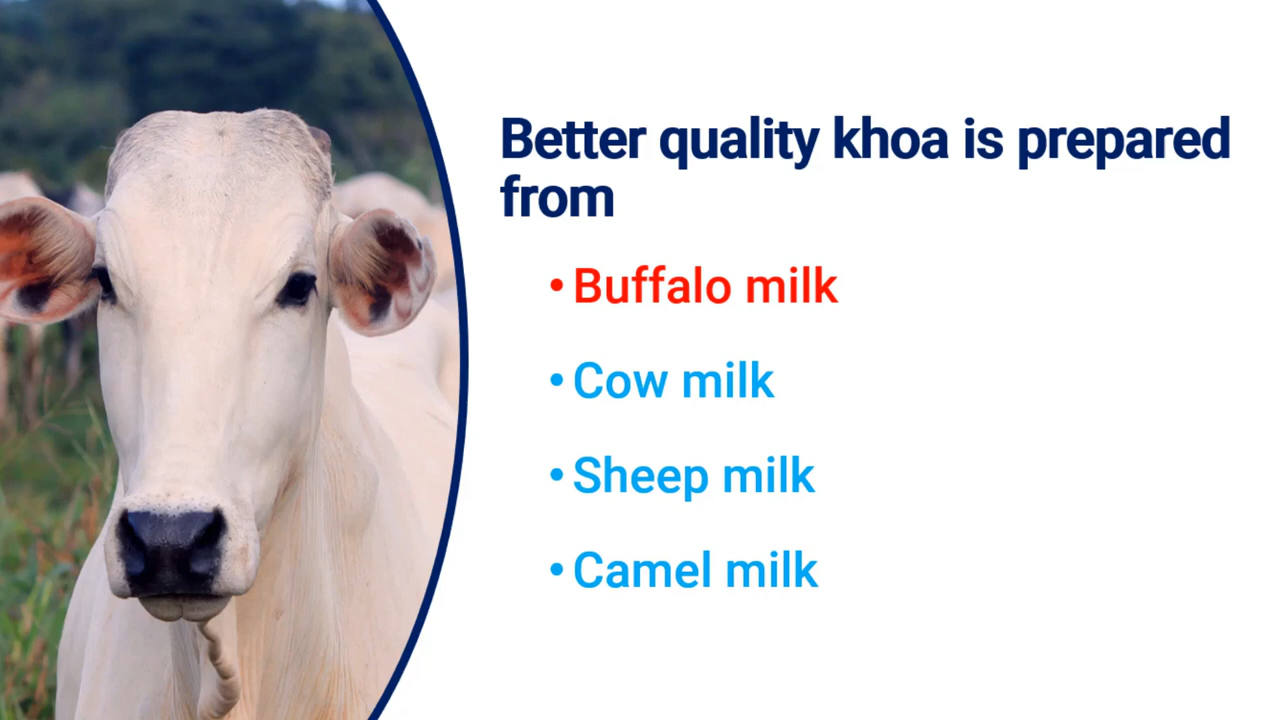 Better quality khoa is prepared
from
• Buffalo milk
• Cow milk
• Sheep milk
• Camel milk